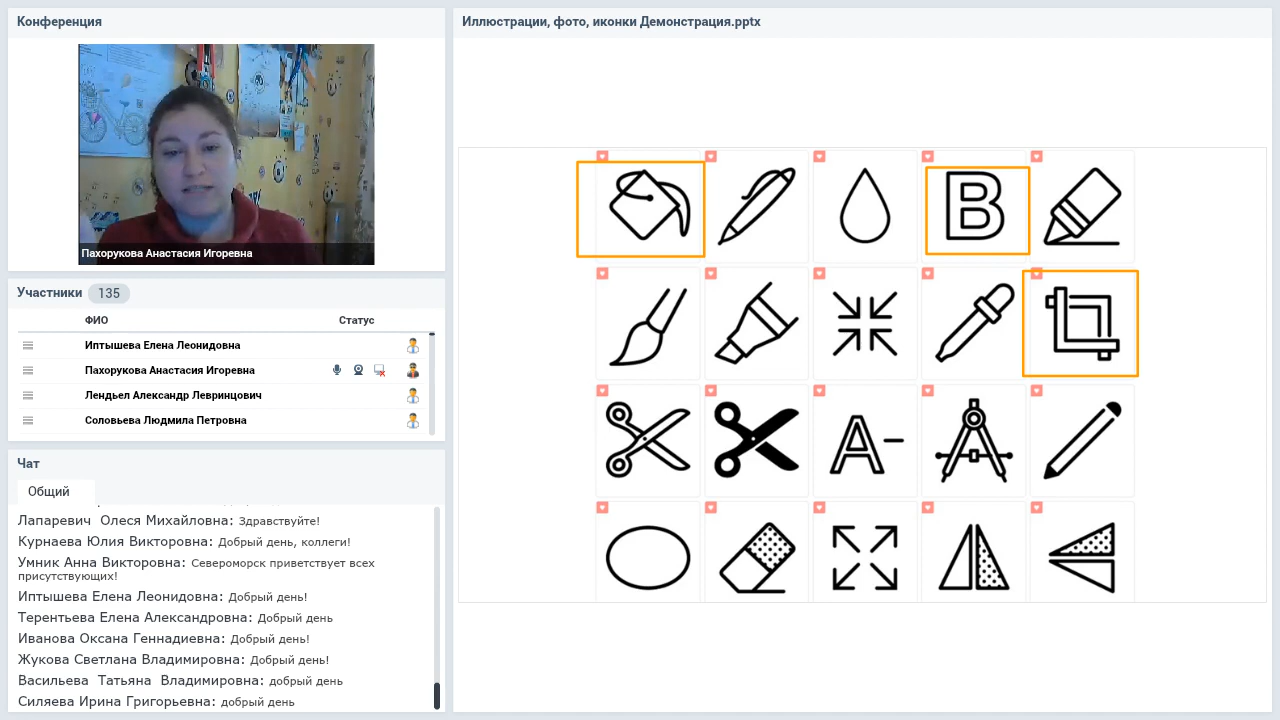 Конференция
Пахорукова Анастасия Игоревна
Участники 135
ФИО Статус
Иптышева Елена Леонидовна
Пахорукова Анастасия Игоревна
Лендьел Александр Левринцович
Соловьева Людмила Петровна
Чат
Общий
Лапаревич Олеся Михайловна: Здравствуйте!
Курнаева Юлия Викторовна: Добрый день, коллеги!
Умник Анна Викторовна: Североморск приветствует всех
присутствующих!
Иптышева Елена Леонидовна: Добрый день!
Терентьева Елена Александровна: Добрый день
Иванова Оксана Геннадиевна: Добрый день!
Жукова Светлана Владимировна: Добрый день!
Васильева Татьяна Владимировна: добрый день
Силяева Ирина Григорьевна: добрый день
Иллюстрации, фото, иконки Демонстрация.pptx
B
A-